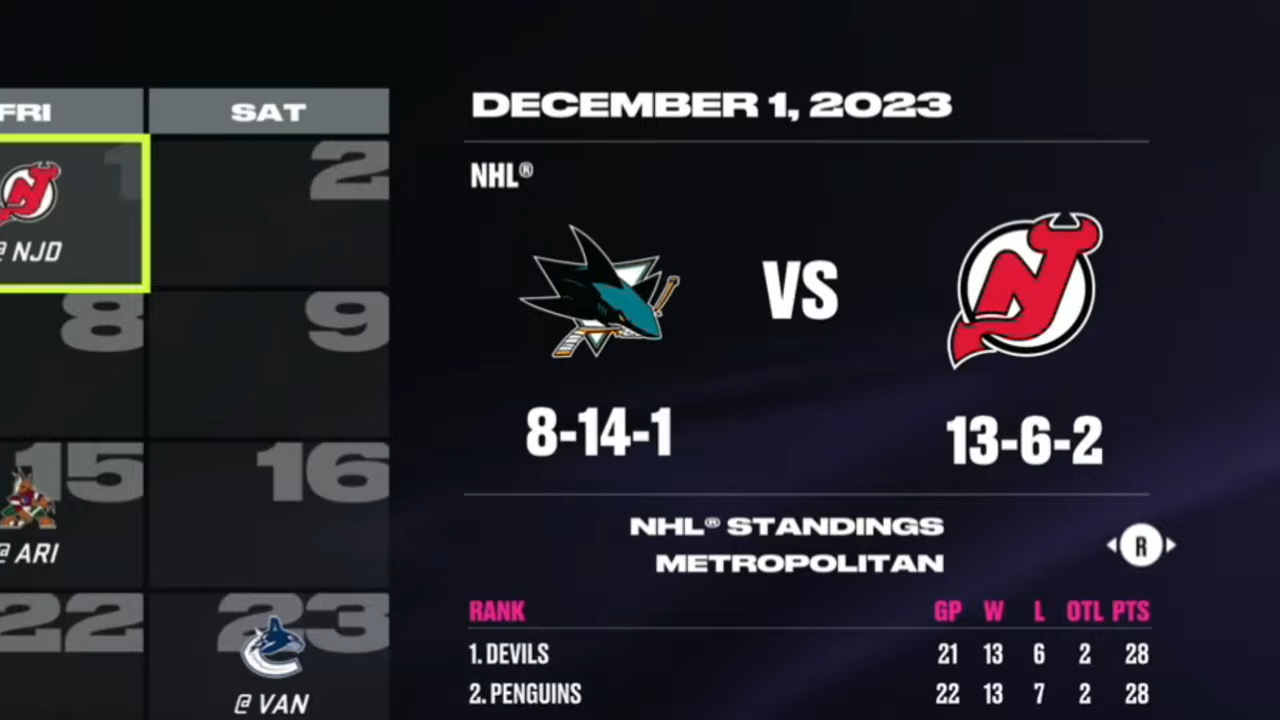 FRI
SAT
1
2
@ NJD
8
9
15
16
@ ARI
22
23
@ VAN
DECEMBER 1, 2023
NHL®
VS
8-14-1
13-6-2
NHL® STANDINGS
METROPOLITAN
R
RANK GP W L OTL PTS
1. DEVILS 21 13 6 2 28
2. PENGUINS 22 13 7 2 28